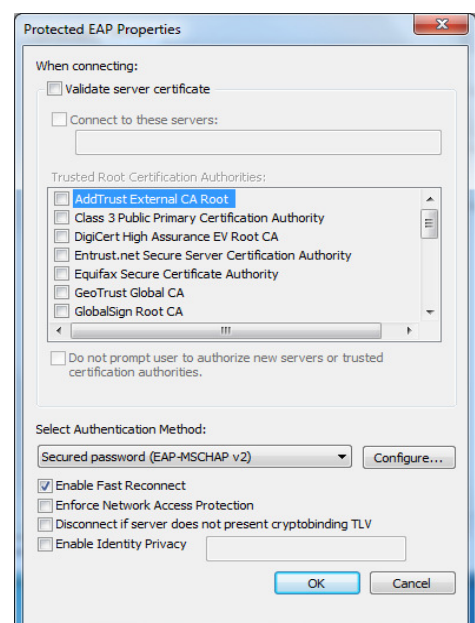 Protected EAP Properties
When connecting:
Validate server certificate
Connect to these servers:
Trusted Root Certification Authorities:
AddTrust External CA Root
Class 3 Public Primary Certification Authority
DigiCert High Assurance EV Root CA
Entrust.net Secure Server Certification Authority
Equifax Secure Certificate Authority
GeoTrust Global CA
GlobalSign Root CA
Do not prompt user to authorize new servers or trusted
certification authorities.
Select Authentication Method:
Secured password (EAP-MSCHAP v2) Configure...
Enable Fast Reconnect
Enforce Network Access Protection
Disconnect if server does not present cryptobinding TLV
Enable Identity Privacy
OK Cancel